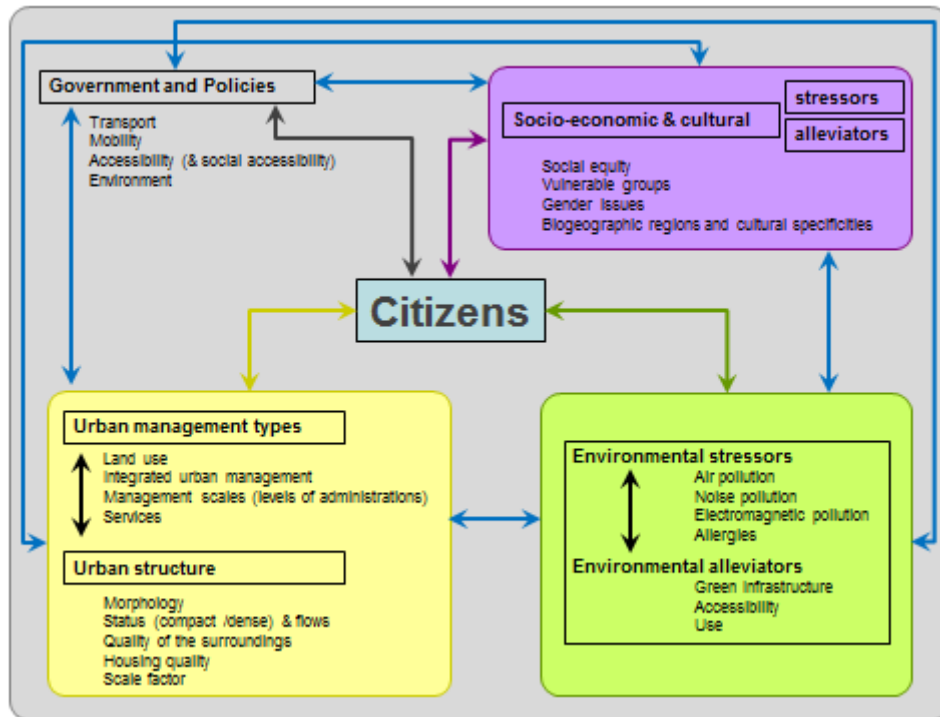 Government and Policies
Transport
Mobility
Accessibility (& social accessibility)
Environment
Socio-economic & cultural
stressors
alleviators
Social equity
Vulnerable groups
Gender issues
Biogeographic regions and cultural specificities
Citizens
Urban management types
Land use
Integrated urban management
Management scales (levels of administrations)
Services
Urban structure
Morphology
Status (compact /dense) & flows
Quality of the surroundings
Housing quality
Scale factor
Environmental stressors
Air pollution
Noise pollution
Electromagnetic pollution
Allergies
Environmental alleviators
Green infrastructure
Accessibility
Use